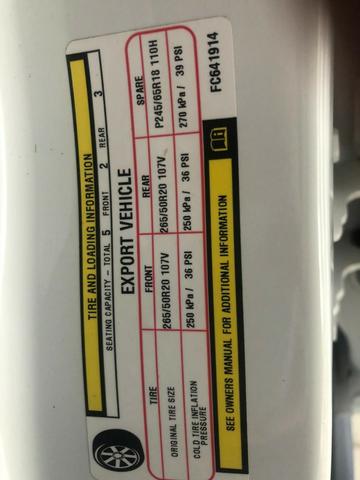 TIRE AND LOADING INFORMATION
SEATING CAPACITY - TOTAL 5 FRONT 2 REAR 3
EXPORT VEHICLE
TIRE FRONT REAR SPARE
ORIGINAL TIRE SIZE 265/50R20 107V 265/50R20 107V P245/65R18 110H
COLD TIRE INFLATION PRESSURE 250 kPa / 36 PSI 250 kPa / 36 PSI 270 kPa / 39 PSI
SEE OWNERS MANUAL FOR ADDITIONAL INFORMATION
FC641914